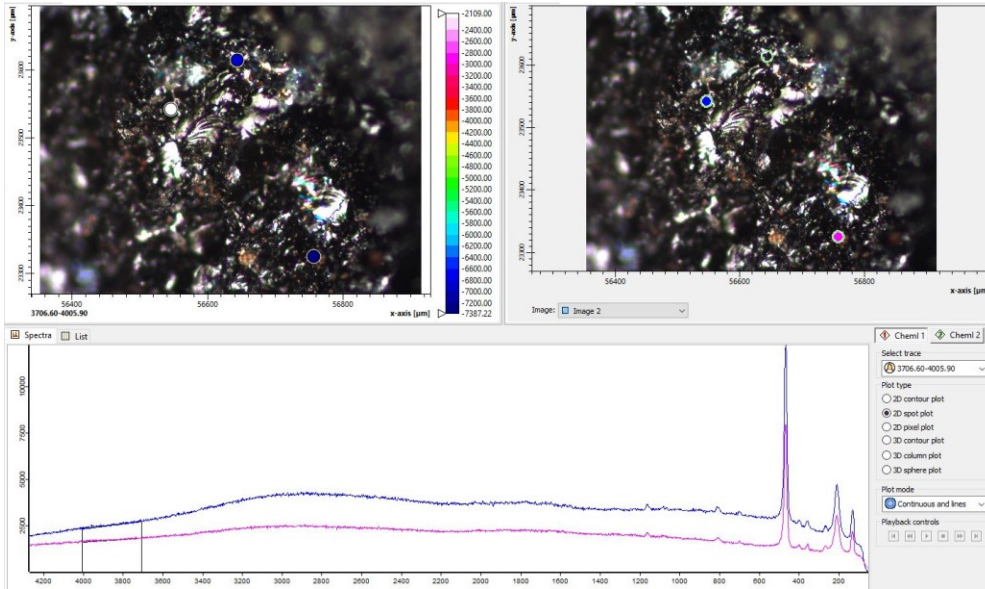 y-axis [µm]
23600
23500
23400
23300
56400
56600
56800
3706.60-4005.90
x-axis [µm]
-2109.00
-2400.00
-2600.00
-2800.00
-3000.00
-3200.00
-3400.00
-3600.00
-3800.00
-4000.00
-4200.00
-4400.00
-4600.00
-4800.00
-5000.00
-5200.00
-5400.00
-5600.00
-5800.00
-6000.00
-6200.00
-6400.00
-6600.00
-6800.00
-7000.00
-7200.00
-7387.22
y-axis [µm]
23600
23500
23400
23300
56400
56600
56800
x-axis [µm]
Image: Image 2
Spectra List
10000
7500
5000
2500
4200 4000 3800 3600 3400 3200 3000 2800 2600 2400 2200 2000 1800 1600 1400 1200 1000 800 600 400 200
ChemI 1 ChemI 2
Select trace
3706.60-4005.90
Plot type
2D contour plot
2D spot plot
2D pixel plot
3D contour plot
3D column plot
3D sphere plot
Plot mode
Continuous and lines
Playback controls